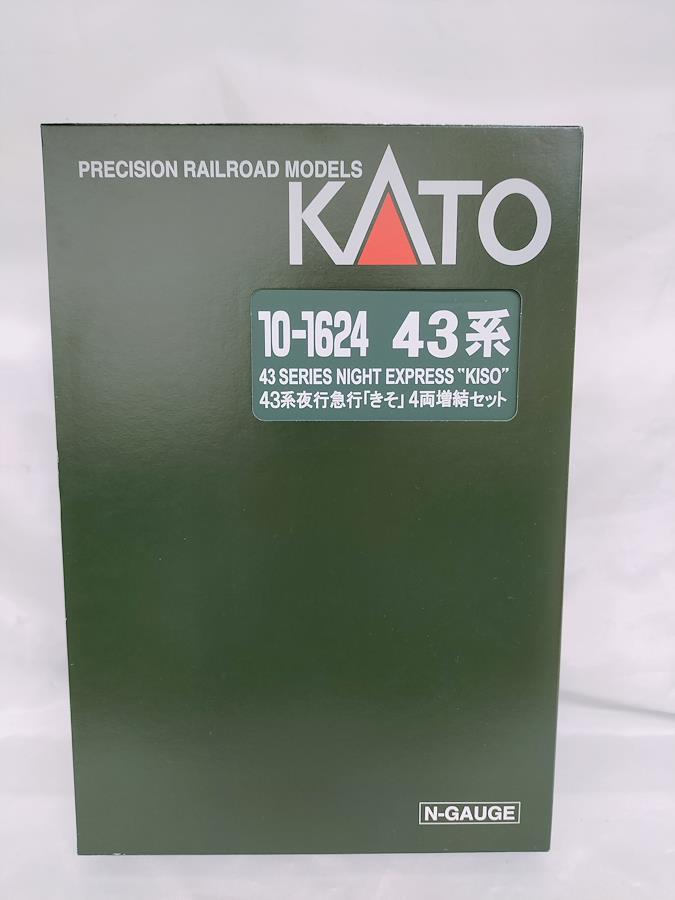 PRECISION RAILROAD MODELS
KATO
10-1624 43系
43 SERIES NIGHT EXPRESS "KISO"
43系夜行急行「きそ」4両増結セット
N-GAUGE